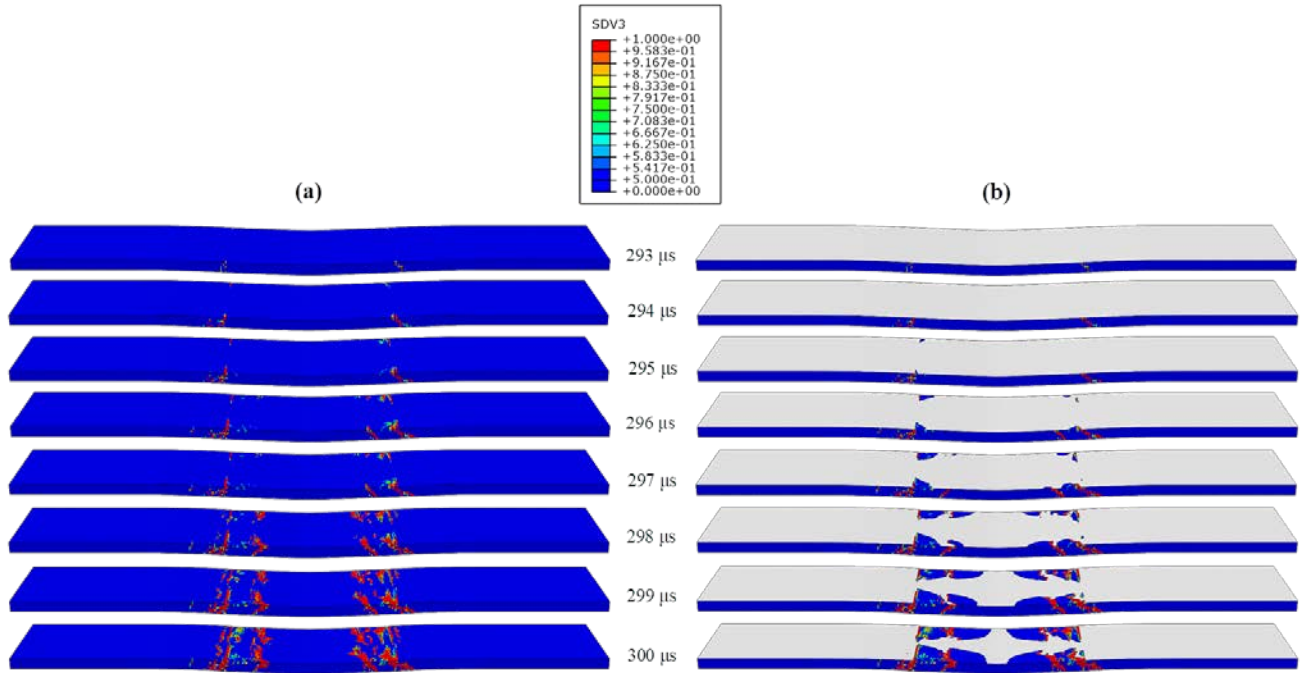 SDV3
+1.000e+00
+9.583e-01
+9.167e-01
+8.750e-01
+8.333e-01
+7.917e-01
+7.500e-01
+7.083e-01
+6.667e-01
+6.250e-01
+5.833e-01
+5.417e-01
+5.000e-01
+0.000e+00
(a)
(b)
293 μs
294 μs
295 μs
296 μs
297 μs
298 μs
299 μs
300 μs